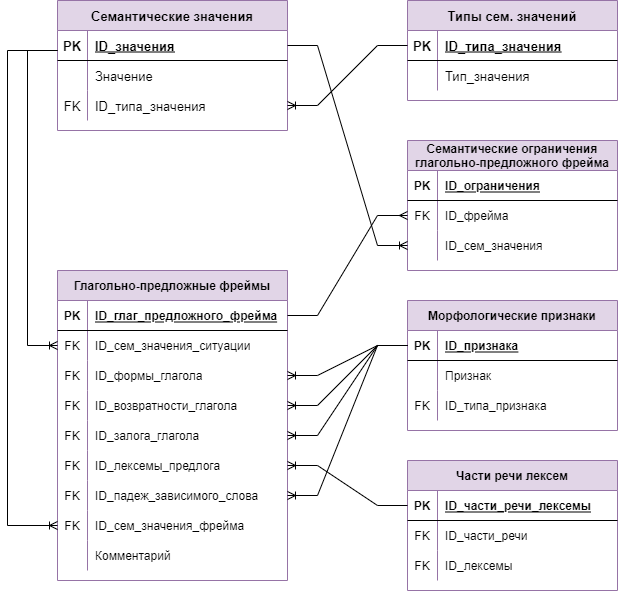 Семантические значения
PK ID_значения
Значение
FK ID_типа_значения
Типы сем. значений
PK ID_типа_значения
Тип_значения
Семантические ограничения
глагольно-предложного фрейма
PK ID_ограничения
FK ID_фрейма
ID_сем_значения
Глагольно-предложные фреймы
PK ID_глаг_предложного_фрейма
FK ID_сем_значения_ситуации
FK ID_формы_глагола
FK ID_возвратности_глагола
FK ID_залога_глагола
FK ID_лексемы_предлога
FK ID_падеж_зависимого_слова
FK ID_сем_значения_фрейма
Комментарий
Морфологические признаки
PK ID_признака
Признак
FK ID_типа_признака
Части речи лексем
PK ID_части_речи_лексемы
FK ID_части_речи
FK ID_лексемы